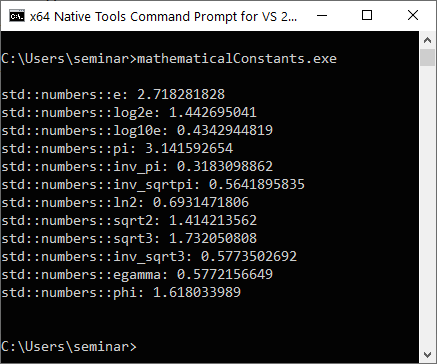 x64 Native Tools Command Prompt for VS 2...
C:\Users\seminar>mathematicalConstants.exe
std::numbers::e: 2.718281828
std::numbers::log2e: 1.442695041
std::numbers::log10e: 0.4342944819
std::numbers::pi: 3.141592654
std::numbers::inv_pi: 0.3183098862
std::numbers::inv_sqrtpi: 0.5641895835
std::numbers::ln2: 0.6931471806
std::numbers::sqrt2: 1.414213562
std::numbers::sqrt3: 1.732050808
std::numbers::inv_sqrt3: 0.5773502692
std::numbers::egamma: 0.5772156649
std::numbers::phi: 1.618033989
C:\Users\seminar>